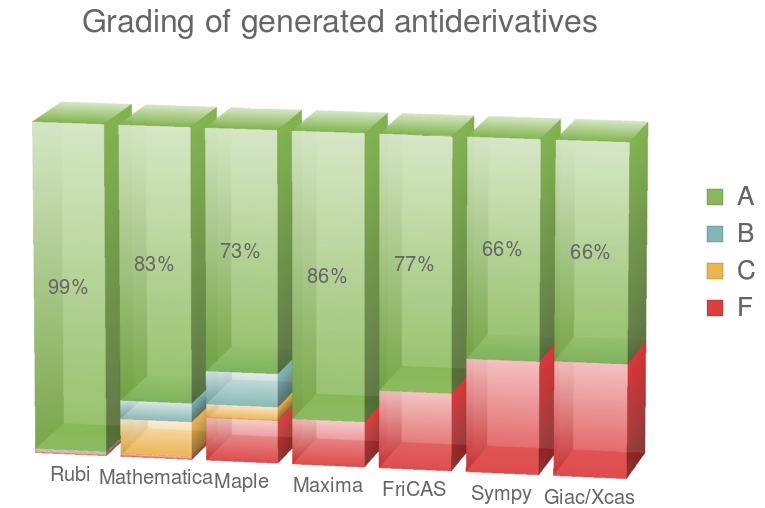 Grading of generated antiderivatives
99%
83%
73%
86%
77%
66%
66%
A
B
C
F
Rubi
Mathematica
Maple
Maxima
FriCAS
Sympy
Giac/Xcas